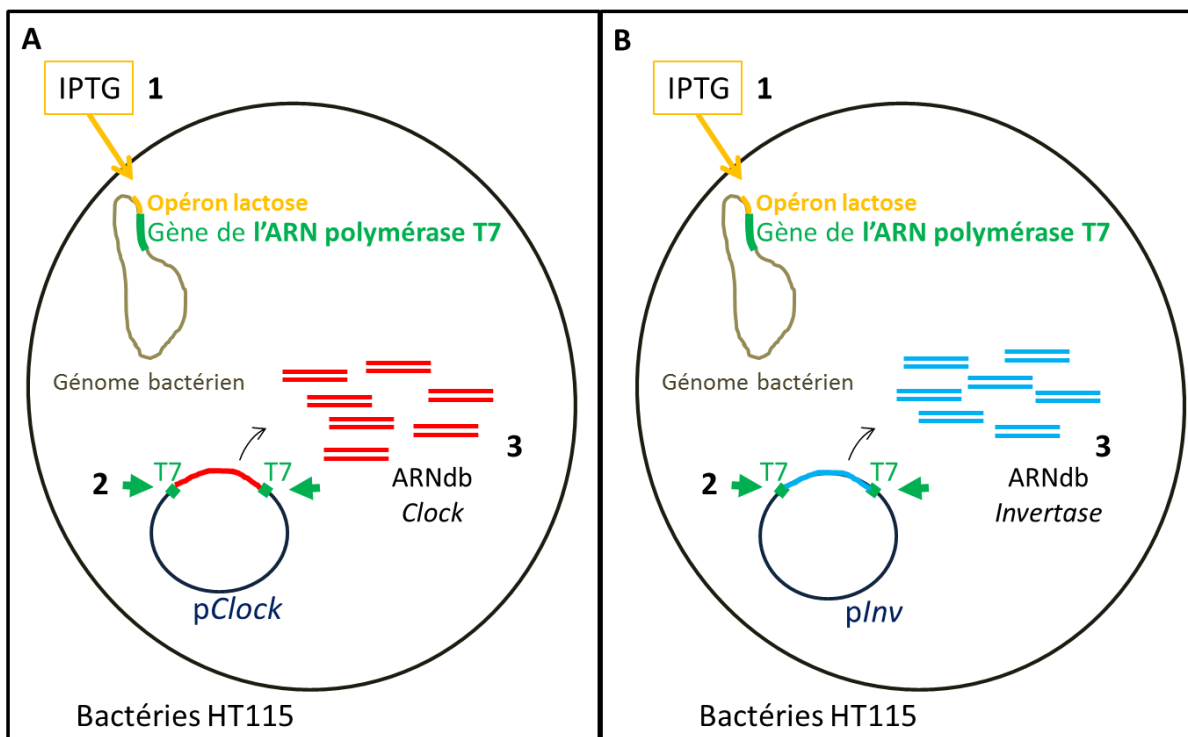 A
IPTG 1
Opéron lactose
Gène de l'ARN polymérase T7
Génome bactérien
3
2 T7 T7
ARNdb
Clock
pClock
Bactéries HT115
B
IPTG 1
Opéron lactose
Gène de l'ARN polymérase T7
Génome bactérien
3
2 T7 T7
ARNdb
Invertase
pInv
Bactéries HT115